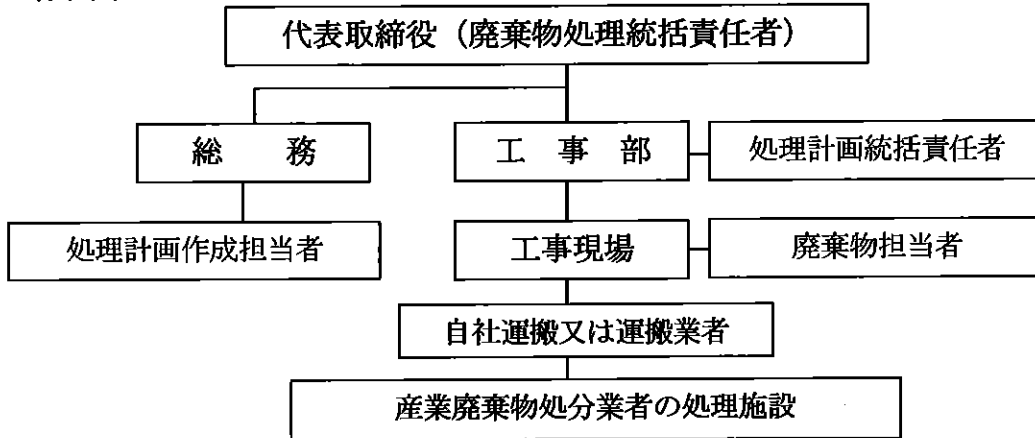 代表取締役(廃棄物処理統括責任者)
総 務
工 事 部
処理計画統括責任者
処理計画作成担当者
工事現場
廃棄物担当者
自社運搬又は運搬業者
産業廃棄物処分業者の処理施設